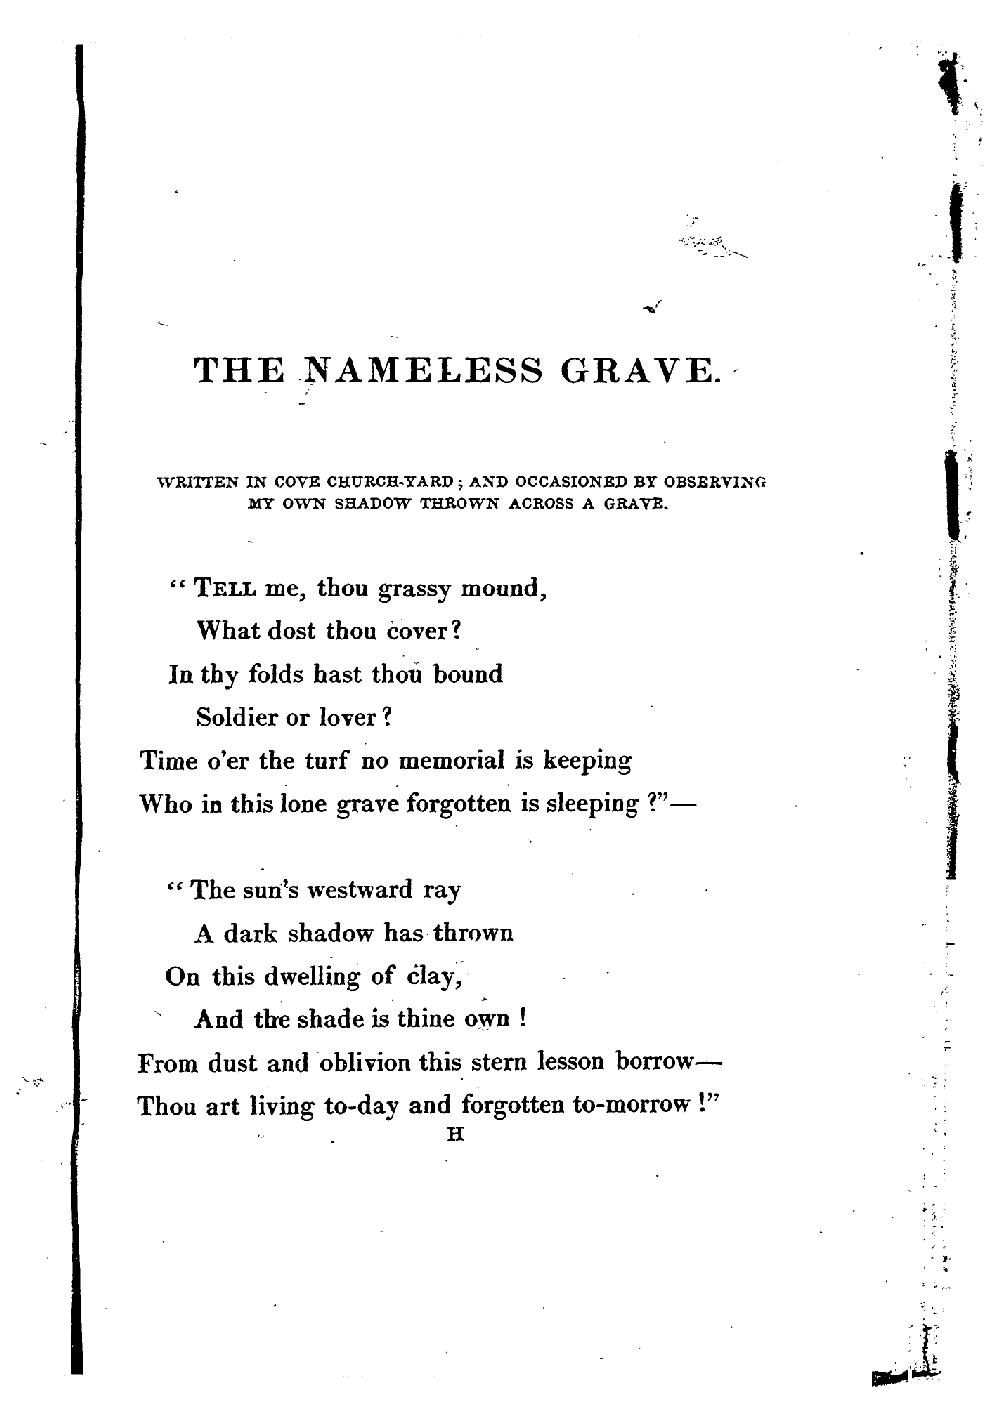 THE NAMELESS GRAVE.
WRITTEN IN COVE CHURCH-YARD; AND OCCASIONED BY OBSERVING
MY OWN SHADOW THROWN ACROSS A GRAVE.
“ TELL me, thou grassy mound,
What dost thou cover?
In thy folds hast thou bound
Soldier or lover?
Time o’er the turf no memorial is keeping
Who in this lone grave forgotten is sleeping ?”—
“ The sun’s westward ray
A dark shadow has thrown
On this dwelling of clay,
And the shade is thine own !
From dust and oblivion this stern lesson borrow—
Thou art living to-day and forgotten to-morrow !”
H